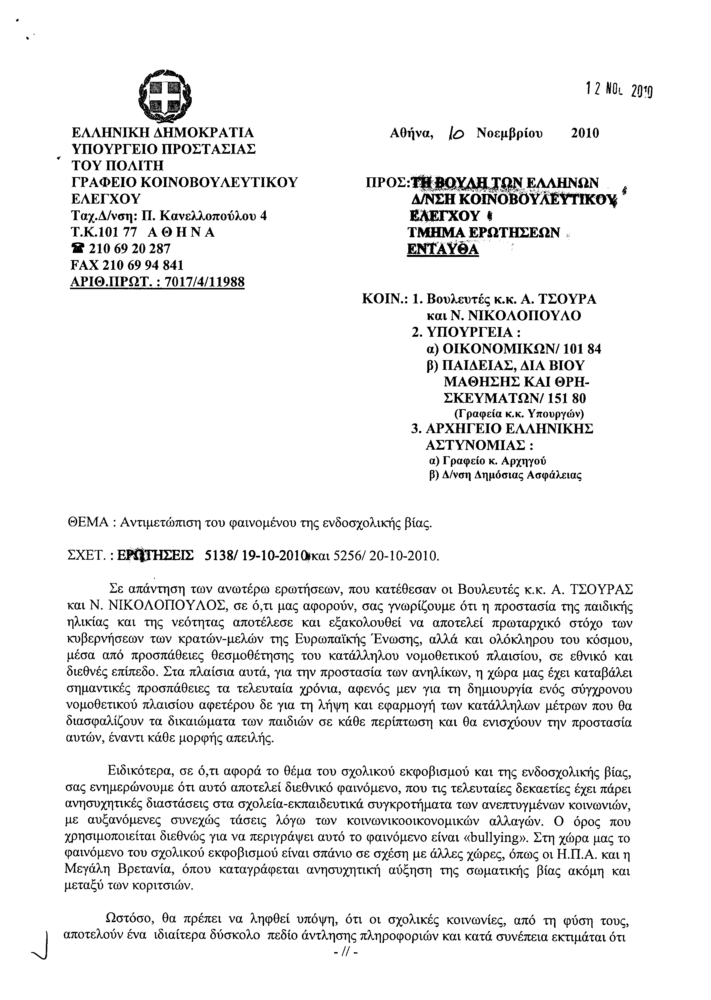 12 ΝΟΕ 2010
ΕΛΛΗΝΙΚΗ ΔΗΜΟΚΡΑΤΙΑ
ΥΠΟΥΡΓΕΙΟ ΠΡΟΣΤΑΣΙΑΣ
ΤΟΥ ΠΟΛΙΤΗ
ΓΡΑΦΕΙΟ ΚΟΙΝΟΒΟΥΛΕΥΤΙΚΟΥ
ΕΛΕΓΧΟΥ
Ταχ.Δ/νση: Π. Κανελλοπούλου 4
Τ.Κ.101 77 Α Θ Η Ν Α
☎ 210 69 20 287
FAX 210 69 94 841
ΑΡΙΘ.ΠΡΩΤ. : 7017/4/11988
Αθήνα, 10 Νοεμβρίου 2010
ΠΡΟΣ:ΤΗ ΒΟΥΛΗ ΤΩΝ ΕΛΛΗΝΩΝ
Δ/ΝΣΗ ΚΟΙΝΟΒΟΥΛΕΥΤΙΚΟΥ
ΕΛΕΓΧΟΥ
ΤΜΗΜΑ ΕΡΩΤΗΣΕΩΝ
ΕΝΤΑΥΘΑ
ΚΟΙΝ.: 1. Βουλευτές κ.κ. Α. ΤΣΟΥΡΑ
και Ν. ΝΙΚΟΛΟΠΟΥΛΟ
2. ΥΠΟΥΡΓΕΙΑ :
α) ΟΙΚΟΝΟΜΙΚΩΝ/ 101 84
β) ΠΑΙΔΕΙΑΣ, ΔΙΑ ΒΙΟΥ
ΜΑΘΗΣΗΣ ΚΑΙ ΘΡΗ-
ΣΚΕΥΜΑΤΩΝ/ 151 80
(Γραφεία κ.κ. Υπουργών)
3. ΑΡΧΗΓΕΙΟ ΕΛΛΗΝΙΚΗΣ
ΑΣΤΥΝΟΜΙΑΣ :
α) Γραφείο κ. Αρχηγού
β) Δ/νση Δημόσιας Ασφάλειας
ΘΕΜΑ : Αντιμετώπιση του φαινομένου της ενδοσχολικής βίας.
ΣΧΕΤ. : ΕΡΩΤΗΣΕΙΣ 5138/ 19-10-2010 και 5256/ 20-10-2010.
Σε απάντηση των ανωτέρω ερωτήσεων, που κατέθεσαν οι Βουλευτές κ.κ. Α. ΤΣΟΥΡΑΣ
και Ν. ΝΙΚΟΛΟΠΟΥΛΟΣ, σε ό,τι μας αφορούν, σας γνωρίζουμε ότι η προστασία της παιδικής
ηλικίας και της νεότητας αποτέλεσε και εξακολουθεί να αποτελεί πρωταρχικό στόχο των
κυβερνήσεων των κρατών-μελών της Ευρωπαϊκής Ένωσης, αλλά και ολόκληρου του κόσμου,
μέσα από προσπάθειες θεσμοθέτησης του κατάλληλου νομοθετικού πλαισίου, σε εθνικό και
διεθνές επίπεδο. Στα πλαίσια αυτά, για την προστασία των ανηλίκων, η χώρα μας έχει καταβάλει
σημαντικές προσπάθειες τα τελευταία χρόνια, αφενός μεν για τη δημιουργία ενός σύγχρονου
νομοθετικού πλαισίου αφετέρου δε για τη λήψη και εφαρμογή των κατάλληλων μέτρων που θα
διασφαλίζουν τα δικαιώματα των παιδιών σε κάθε περίπτωση και θα ενισχύουν την προστασία
αυτών, έναντι κάθε μορφής απειλής.
Ειδικότερα, σε ό,τι αφορά το θέμα του σχολικού εκφοβισμού και της ενδοσχολικής βίας,
σας ενημερώνουμε ότι αυτό αποτελεί διεθνικό φαινόμενο, που τις τελευταίες δεκαετίες έχει πάρει
ανησυχητικές διαστάσεις στα σχολεία-εκπαιδευτικά συγκροτήματα των ανεπτυγμένων κοινωνιών,
με αυξανόμενες συνεχώς τάσεις λόγω των κοινωνικοοικονομικών αλλαγών. Ο όρος που
χρησιμοποιείται διεθνώς για να περιγράψει αυτό το φαινόμενο είναι «bullying». Στη χώρα μας το
φαινόμενο του σχολικού εκφοβισμού είναι σπάνιο σε σχέση με άλλες χώρες, όπως οι Η.Π.Α. και η
Μεγάλη Βρετανία, όπου καταγράφεται ανησυχητική αύξηση της σωματικής βίας ακόμη και
μεταξύ των κοριτσιών.
Ωστόσο, θα πρέπει να ληφθεί υπόψη, ότι οι σχολικές κοινωνίες, από τη φύση τους,
αποτελούν ένα ιδιαίτερα δύσκολο πεδίο άντλησης πληροφοριών και κατά συνέπεια εκτιμάται ότι
- // -